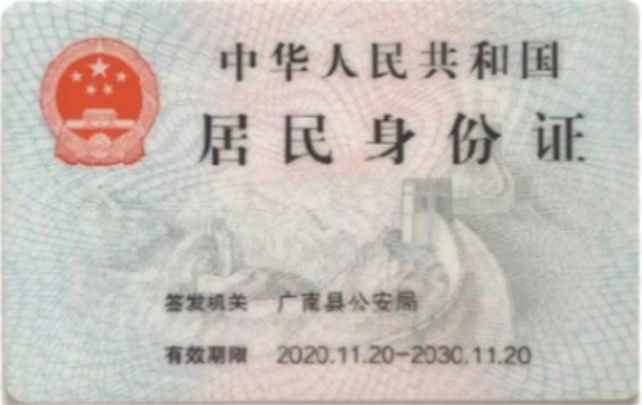 中华人民共和国
居民身份证
签发机关 广南县公安局
有效期限 2020.11.20-2030.11.20